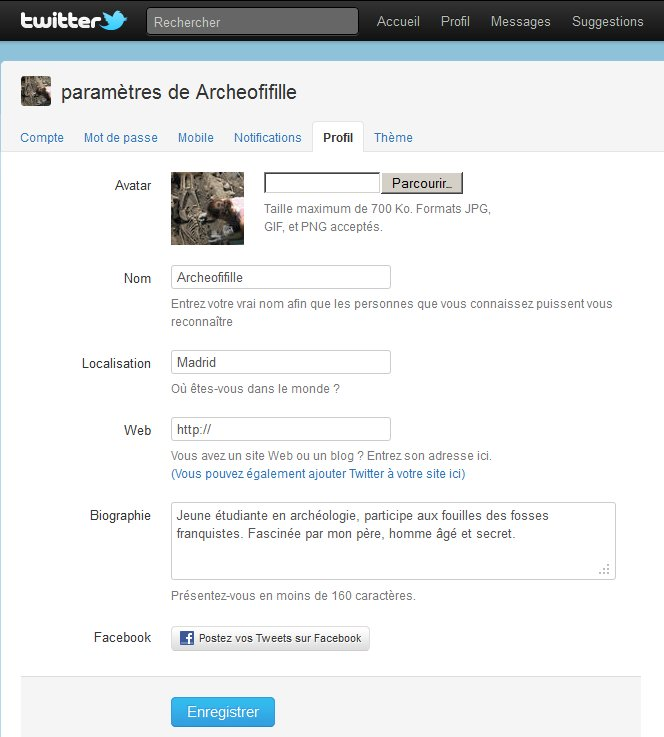 twitter Rechercher Accueil Profil Messages Suggestions
paramètres de Archeofifille
Compte Mot de passe Mobile Notifications Profil Thème
Avatar Parcourir...
Taille maximum de 700 Ko. Formats JPG,
GIF, et PNG acceptés.
Nom Archeofifille
Entrez votre vrai nom afin que les personnes que vous connaissez puissent vous
reconnaître
Localisation Madrid
Où êtes-vous dans le monde ?
Web http://
Vous avez un site Web ou un blog ? Entrez son adresse ici.
(Vous pouvez également ajouter Twitter à votre site ici)
Biographie Jeune étudiante en archéologie, participe aux fouilles des fosses
franquistes. Fascinée par mon père, homme âgé et secret.
Présentez-vous en moins de 160 caractères.
Facebook f Postez vos Tweets sur Facebook
Enregistrer